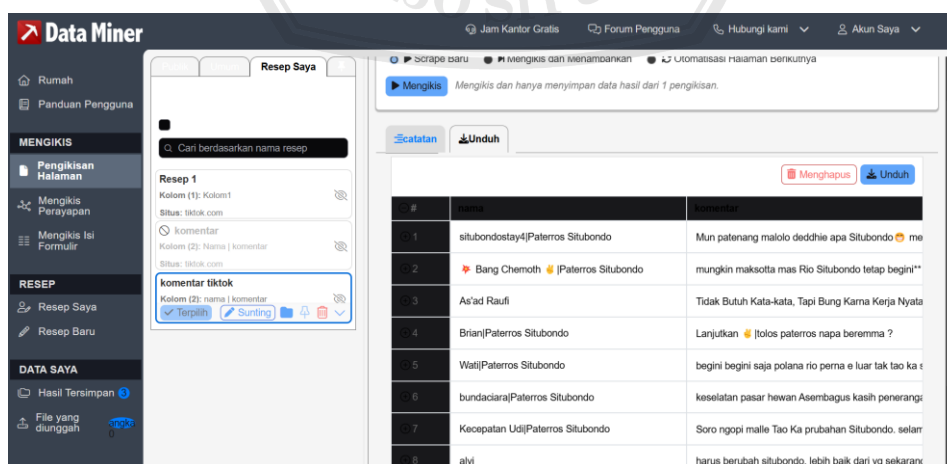 Data Miner
Jam Kantor Gratis
Forum Pengguna
Hubungi kami
Akun Saya
Rumah
Panduan Pengguna
MENGIKIS
Pengikisan
Halaman
Mengikis
Perayapan
Mengikis Isi
Formulir
RESEP
Resep Saya
Resep Baru
DATA SAYA
Hasil Tersimpan 3
File yang
diunggah
Resep Saya
Cari berdasarkan nama resep
Resep 1
Kolom (1): Kolom1
Situs: tiktok.com
komentar
Kolom (2): Nama | komentar
Situs: tiktok.com
komentar tiktok
Kolom (2): nama | komentar
Terpilih
Sunting
Scrape Baru
Mengikis dan Menambahkan
Otomatisasi Halaman Berikutnya
Mengikis
Mengikis dan hanya menyimpan data hasil dari 1 pengikisan.
catatan
Unduh
Menghapus
Unduh
# nama komentar
1 situbondostay4|Paterros Situbondo Mun patenang malolo deddhie apa Situbondo😁 me
2 Bang Chemoth ✌|Paterros Situbondo mungkin maksotta mas Rio Situbondo tetap begini"
3 As'ad Raufi Tidak Butuh Kata-kata, Tapi Bung Karna Kerja Nyata
4 Brian|Paterros Situbondo Lanjutkan ✌|tolos paterros napa beremma ?
5 Wati|Paterros Situbondo begini begini saja polana rio perna e luar tak tao ka s
6 bundaciara|Paterros Situbondo keselatan pasar hewan Asembagus kasih peneranga
7 Kecepatan Udi|Paterros Situbondo Soro ngopi malle Tao Ka prubahan Situbondo. selam
8 alvi harus berubah situbondo. lebih baik dari yg sekarang